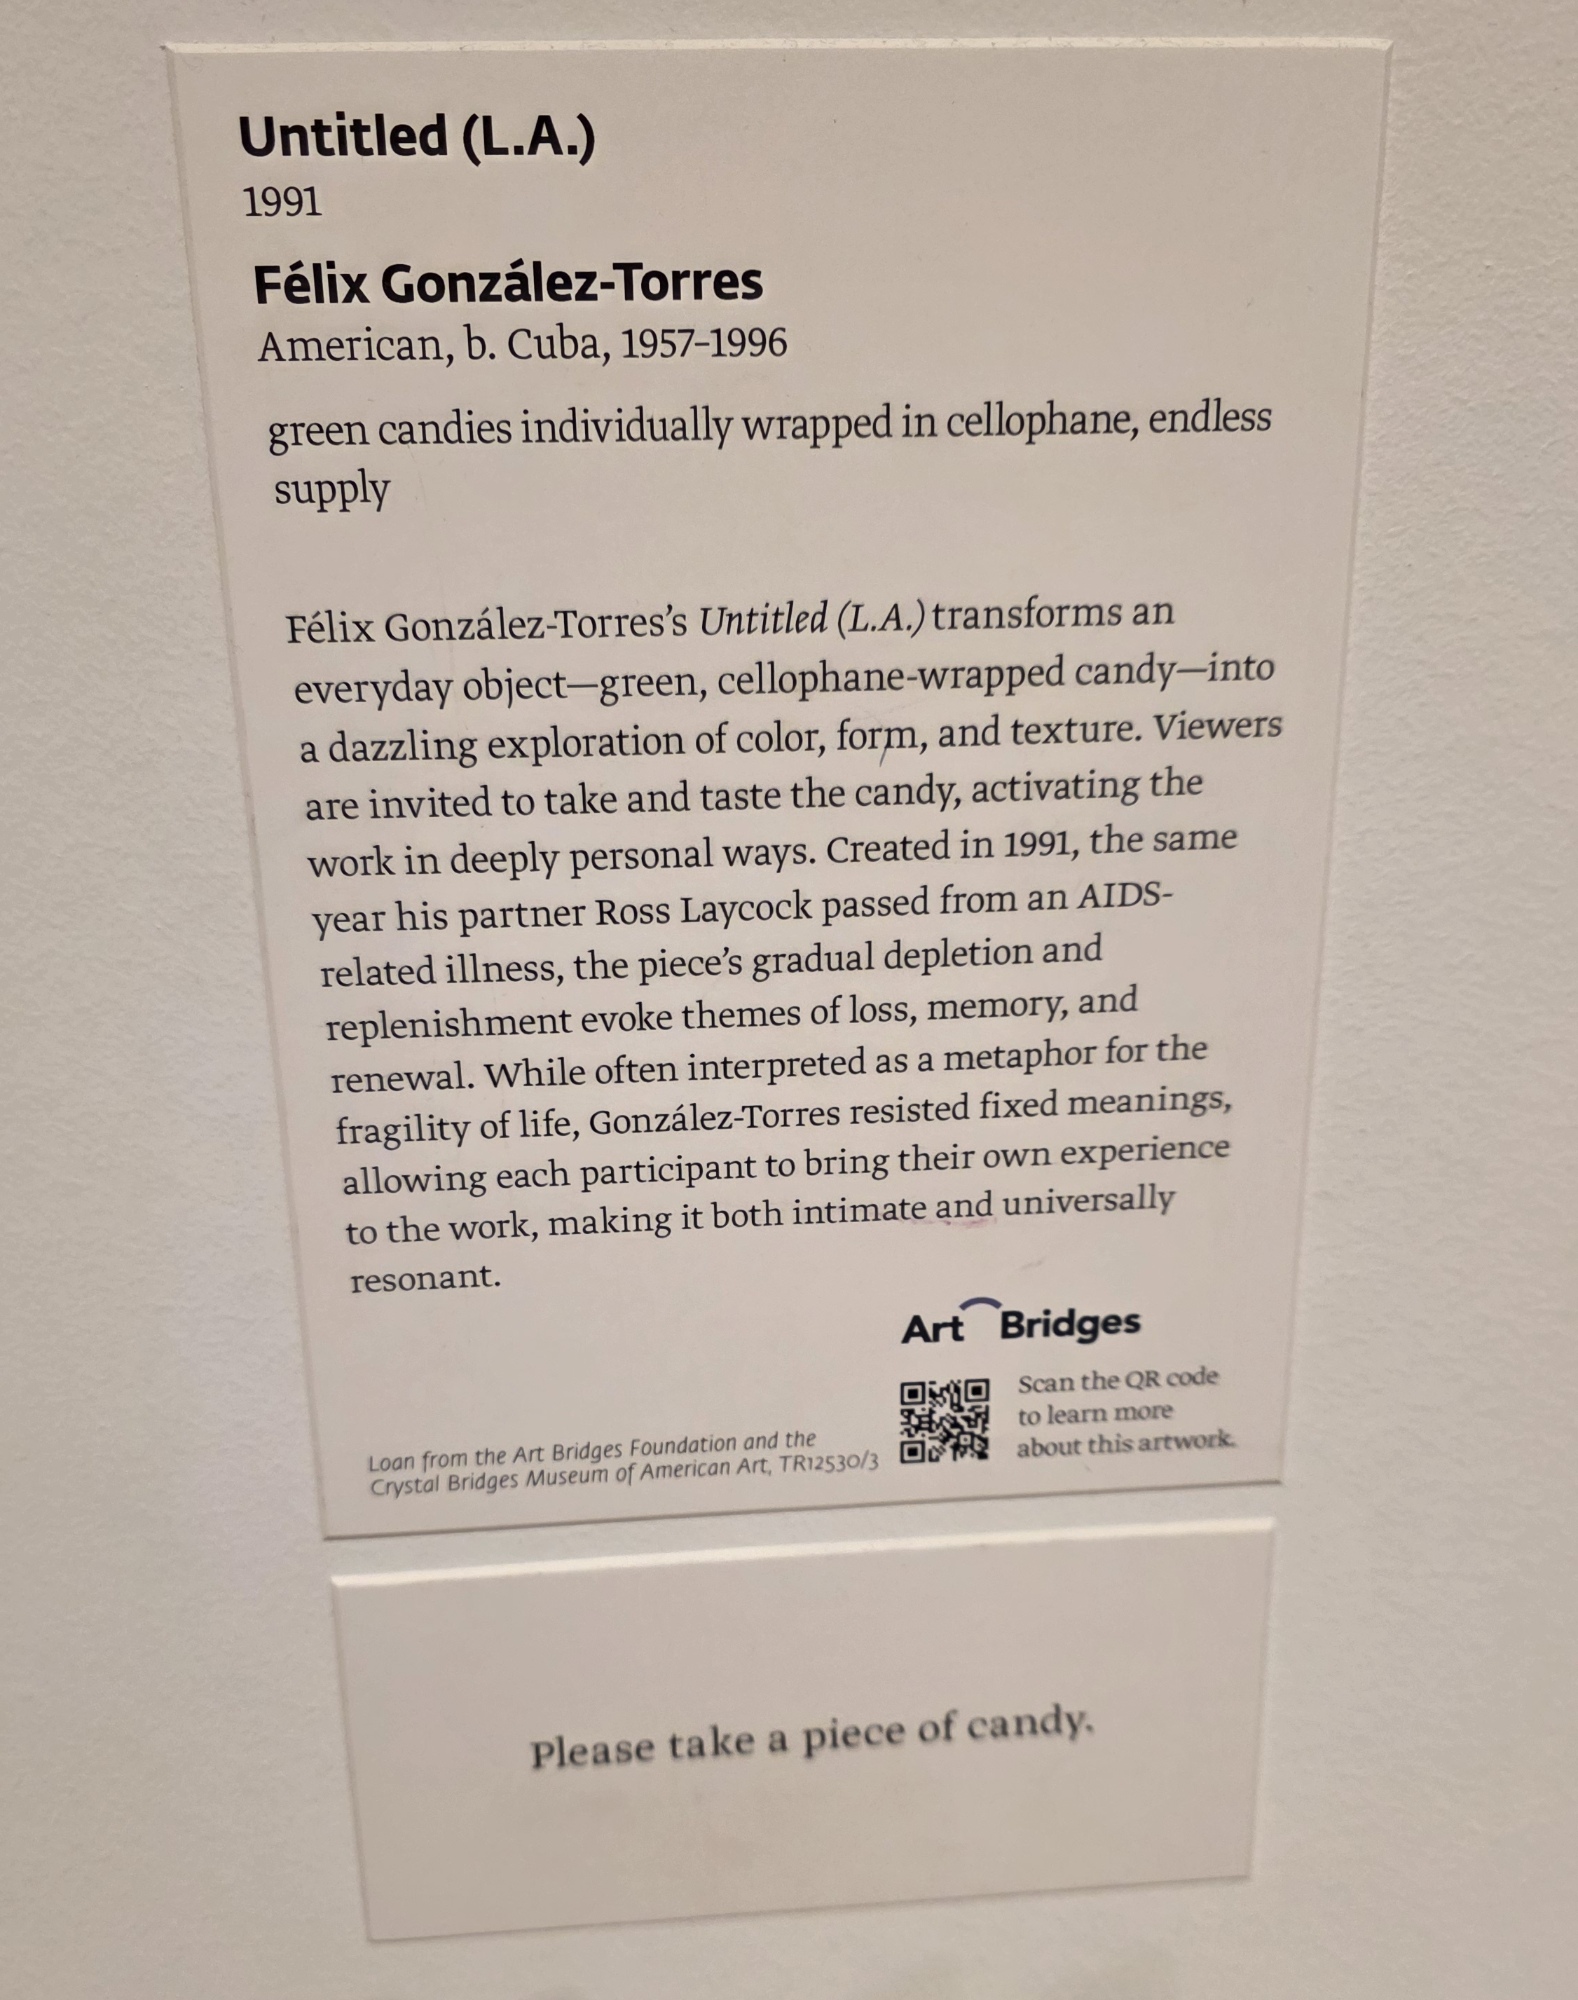 Untitled (L.A.)
1991
Félix González-Torres
American, b. Cuba, 1957–1996
green candies individually wrapped in cellophane, endless
supply
Félix González-Torres’s Untitled (L.A.) transforms an
everyday object—green, cellophane-wrapped candy—into
a dazzling exploration of color, form, and texture. Viewers
are invited to take and taste the candy, activating the
work in deeply personal ways. Created in 1991, the same
year his partner Ross Laycock passed from an AIDS-
related illness, the piece’s gradual depletion and
replenishment evoke themes of loss, memory, and
renewal. While often interpreted as a metaphor for the
fragility of life, González-Torres resisted fixed meanings,
allowing each participant to bring their own experience
to the work, making it both intimate and universally
resonant.
Art Bridges
Scan the QR code
to learn more
about this artwork.
Loan from the Art Bridges Foundation and the
Crystal Bridges Museum of American Art, TR12530/3
Please take a piece of candy.